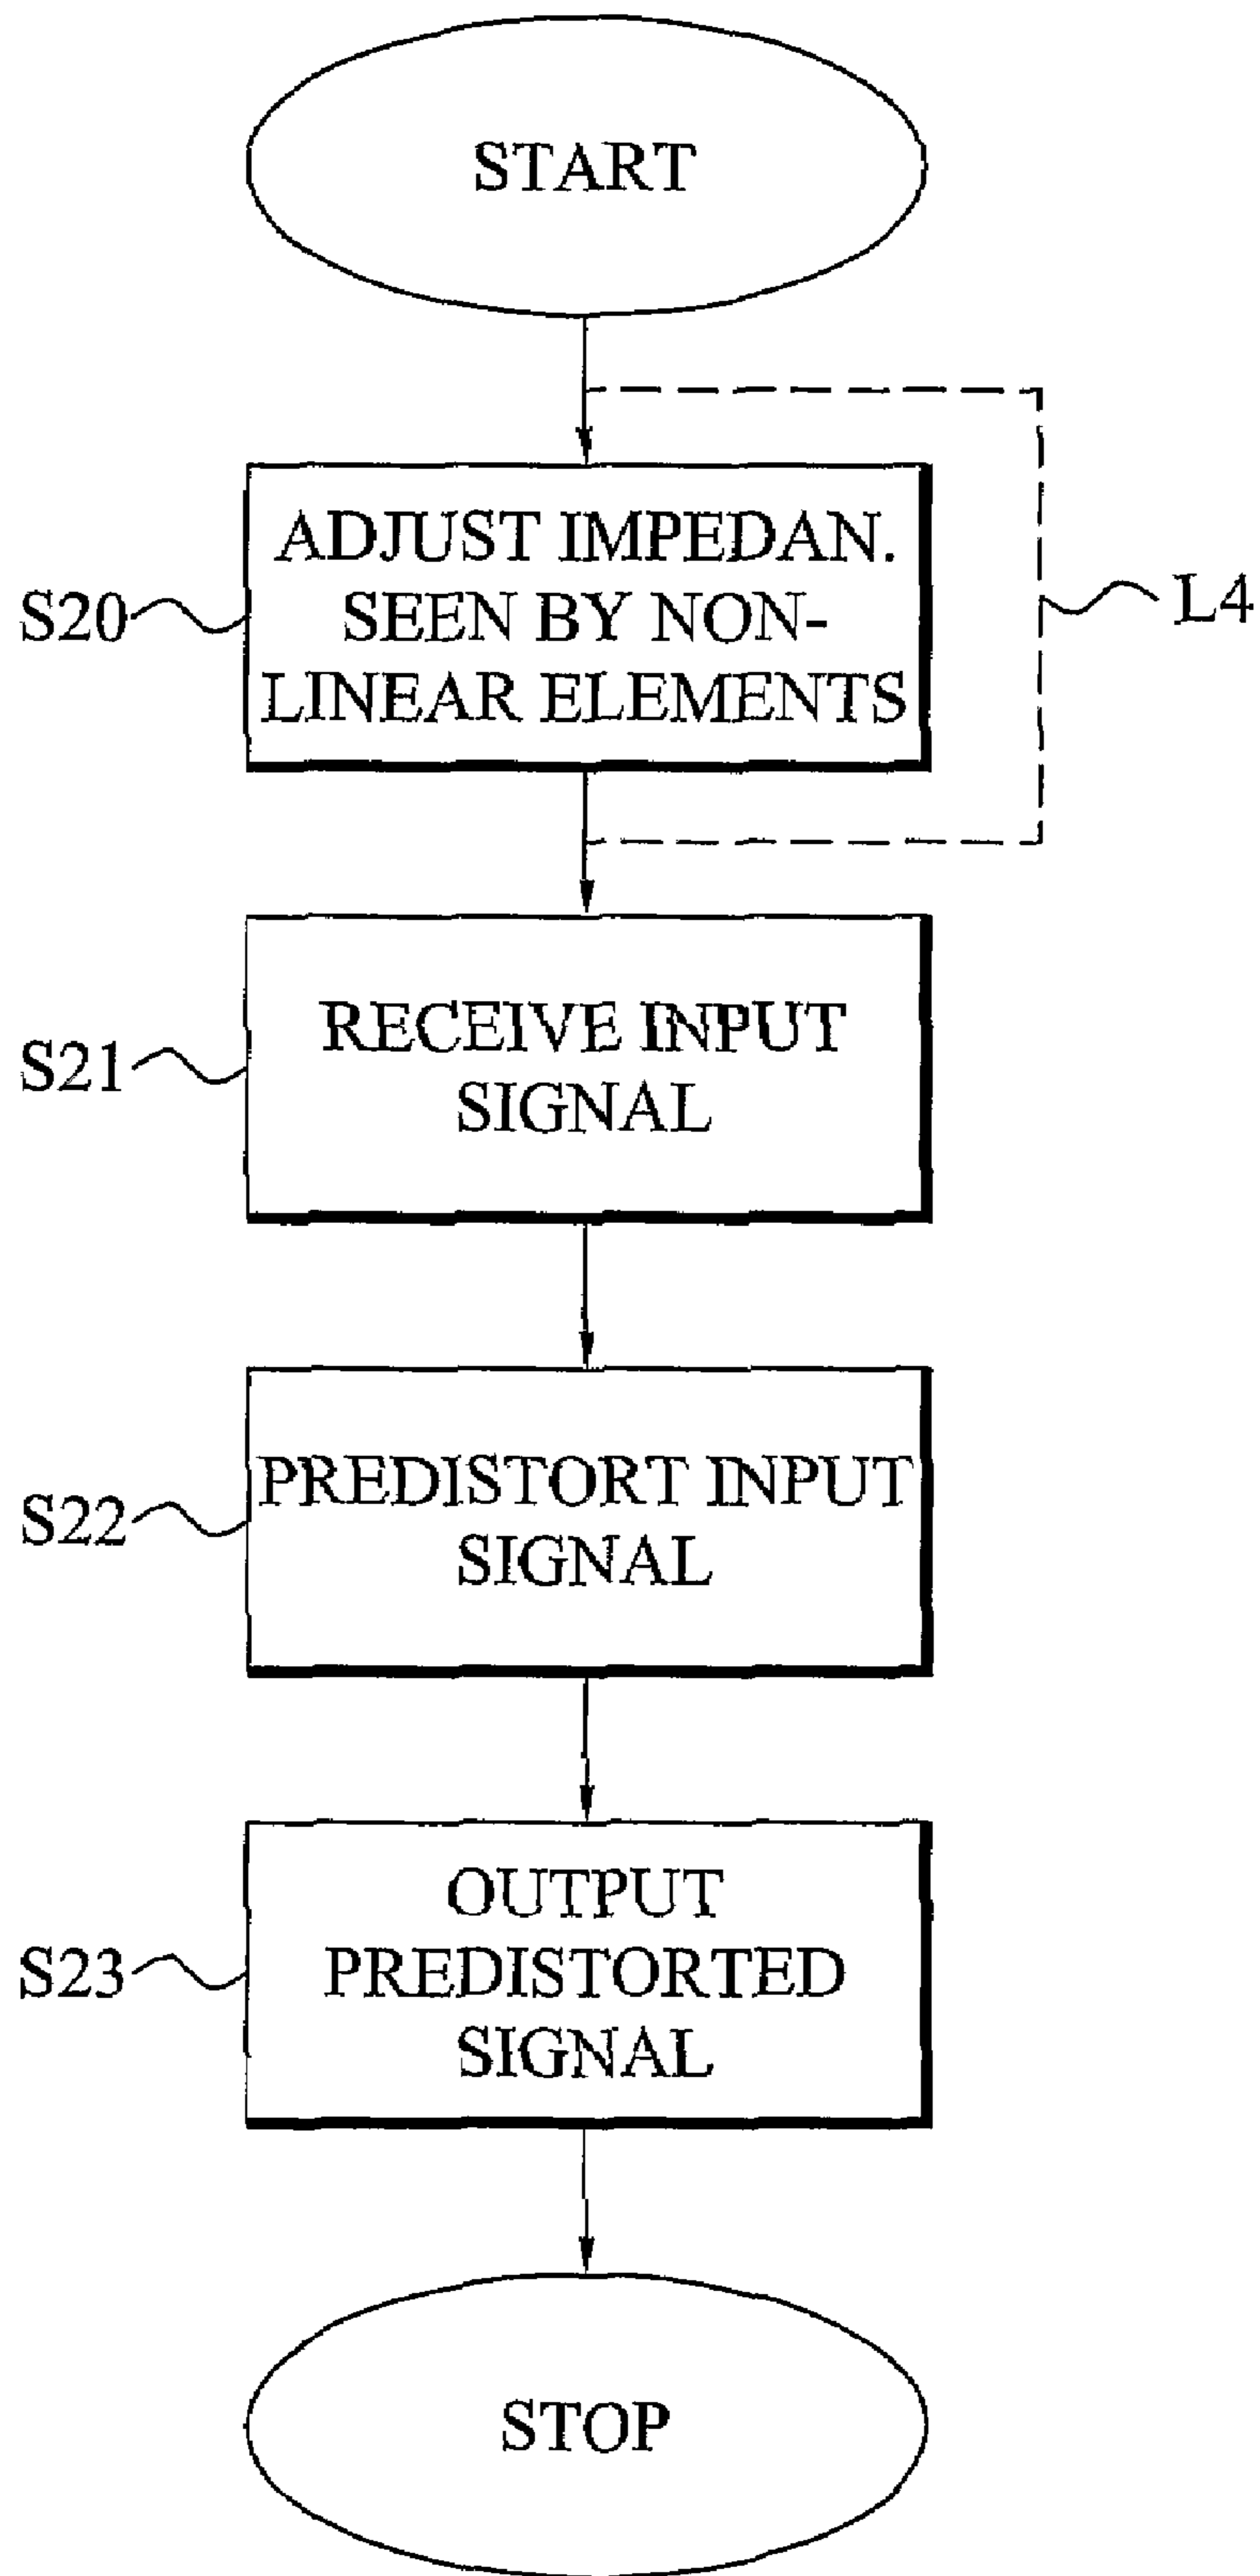 START
ADJUST IMPEDAN.
SEEN BY NON-
LINEAR ELEMENTS
S20
L4
RECEIVE INPUT
SIGNAL
S21
PREDISTORT INPUT
SIGNAL
S22
OUTPUT
PREDISTORTED
SIGNAL
S23
STOP